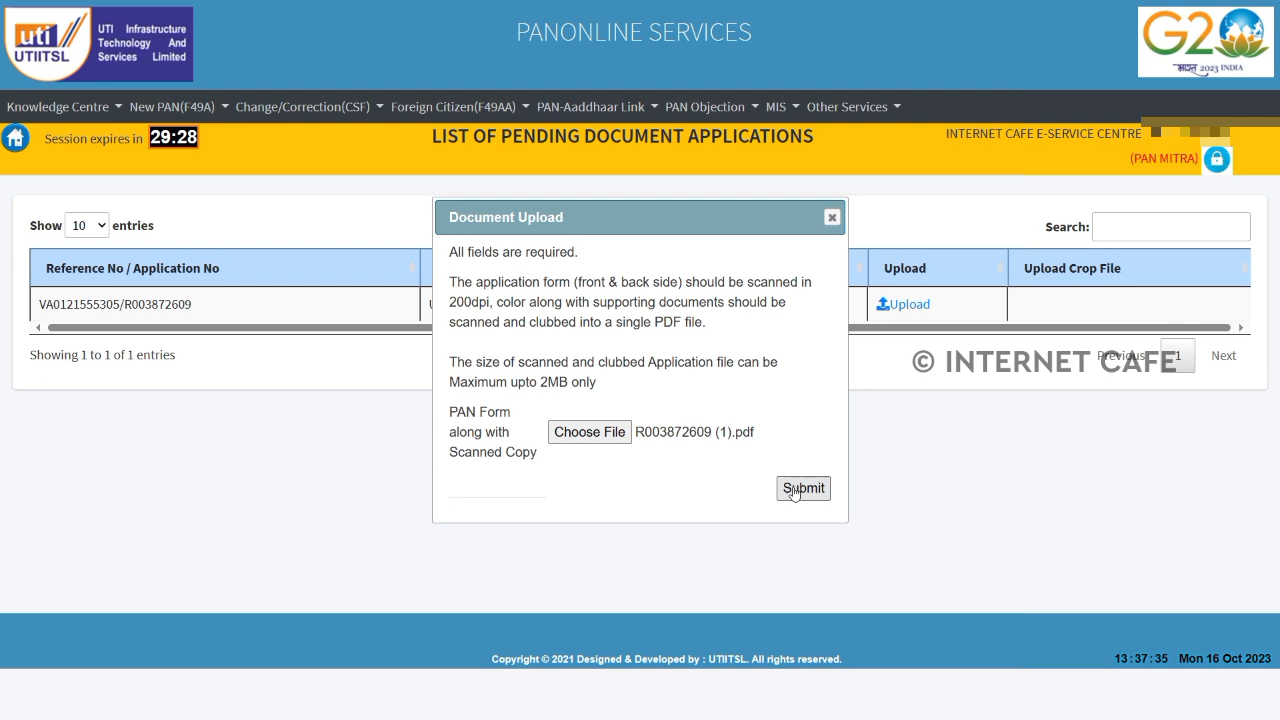 uti
UTIITSL
UTI Infrastructure
Technology And
Services Limited
PANONLINE SERVICES
G2
भारत 2023 INDIA
Knowledge Centre New PAN(F49A) Change/Correction(CSF) Foreign Citizen(F49AA) PAN-Aaddhaar Link PAN Objection MIS Other Services
Session expires in 29:28
LIST OF PENDING DOCUMENT APPLICATIONS
INTERNET CAFE E-SERVICE CENTRE
(PAN MITRA)
Show 10 entries
Search:
Reference No / Application No
Upload
Upload Crop File
VA0121555305/R003872609
Upload
Showing 1 to 1 of 1 entries
Previous 1 Next
© INTERNET CAFE
Document Upload
All fields are required.
The application form (front & back side) should be scanned in
200dpi, color along with supporting documents should be
scanned and clubbed into a single PDF file.
The size of scanned and clubbed Application file can be
Maximum upto 2MB only
PAN Form
along with
Scanned Copy
Choose File R003872609 (1).pdf
Submit
Copyright © 2021 Designed & Developed by : UTIITSL. All rights reserved.
13:37:35 Mon 16 Oct 2023